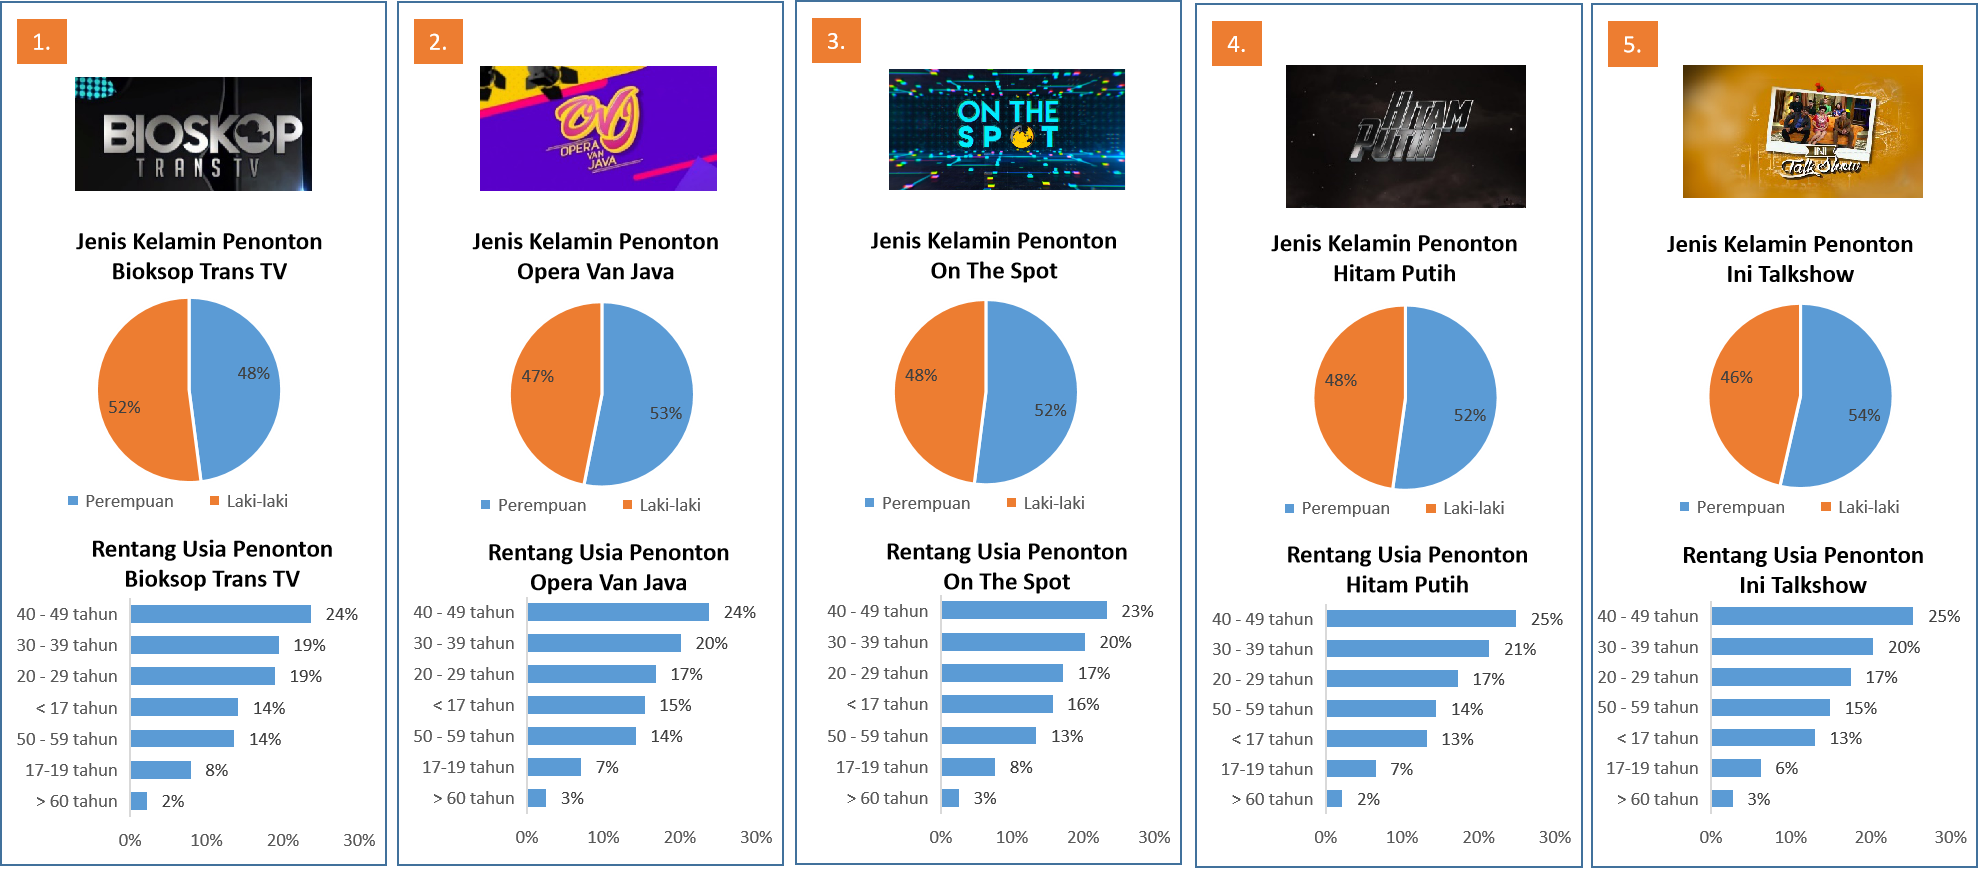 1.
BIOSKOP
TRANS TV
Jenis Kelamin Penonton
Bioksop Trans TV
48%
52%
Perempuan Laki-laki
Rentang Usia Penonton
Bioksop Trans TV
40 - 49 tahun 24%
30 - 39 tahun 19%
20 - 29 tahun 19%
< 17 tahun 14%
50 - 59 tahun 14%
17-19 tahun 8%
> 60 tahun 2%
0% 10% 20% 30%
2.
OVJ
OPERA
VAN
JAVA
Jenis Kelamin Penonton
Opera Van Java
47%
53%
Perempuan Laki-laki
Rentang Usia Penonton
Opera Van Java
40 - 49 tahun 24%
30 - 39 tahun 20%
20 - 29 tahun 17%
< 17 tahun 15%
50 - 59 tahun 14%
17-19 tahun 7%
> 60 tahun 3%
0% 10% 20% 30%
3.
ON THE
SPOT
Jenis Kelamin Penonton
On The Spot
48%
52%
Perempuan Laki-laki
Rentang Usia Penonton
On The Spot
40 - 49 tahun 23%
30 - 39 tahun 20%
20 - 29 tahun 17%
< 17 tahun 16%
50 - 59 tahun 13%
17-19 tahun 8%
> 60 tahun 3%
0% 10% 20% 30%
4.
HITAM
PUTIH
Jenis Kelamin Penonton
Hitam Putih
48%
52%
Perempuan Laki-laki
Rentang Usia Penonton
Hitam Putih
40 - 49 tahun 25%
30 - 39 tahun 21%
20 - 29 tahun 17%
50 - 59 tahun 14%
< 17 tahun 13%
17-19 tahun 7%
> 60 tahun 2%
0% 10% 20% 30%
5.
INI
Talk Show
Jenis Kelamin Penonton
Ini Talkshow
46%
54%
Perempuan Laki-laki
Rentang Usia Penonton
Ini Talkshow
40 - 49 tahun 25%
30 - 39 tahun 20%
20 - 29 tahun 17%
50 - 59 tahun 15%
< 17 tahun 13%
17-19 tahun 6%
> 60 tahun 3%
0% 10% 20% 30%